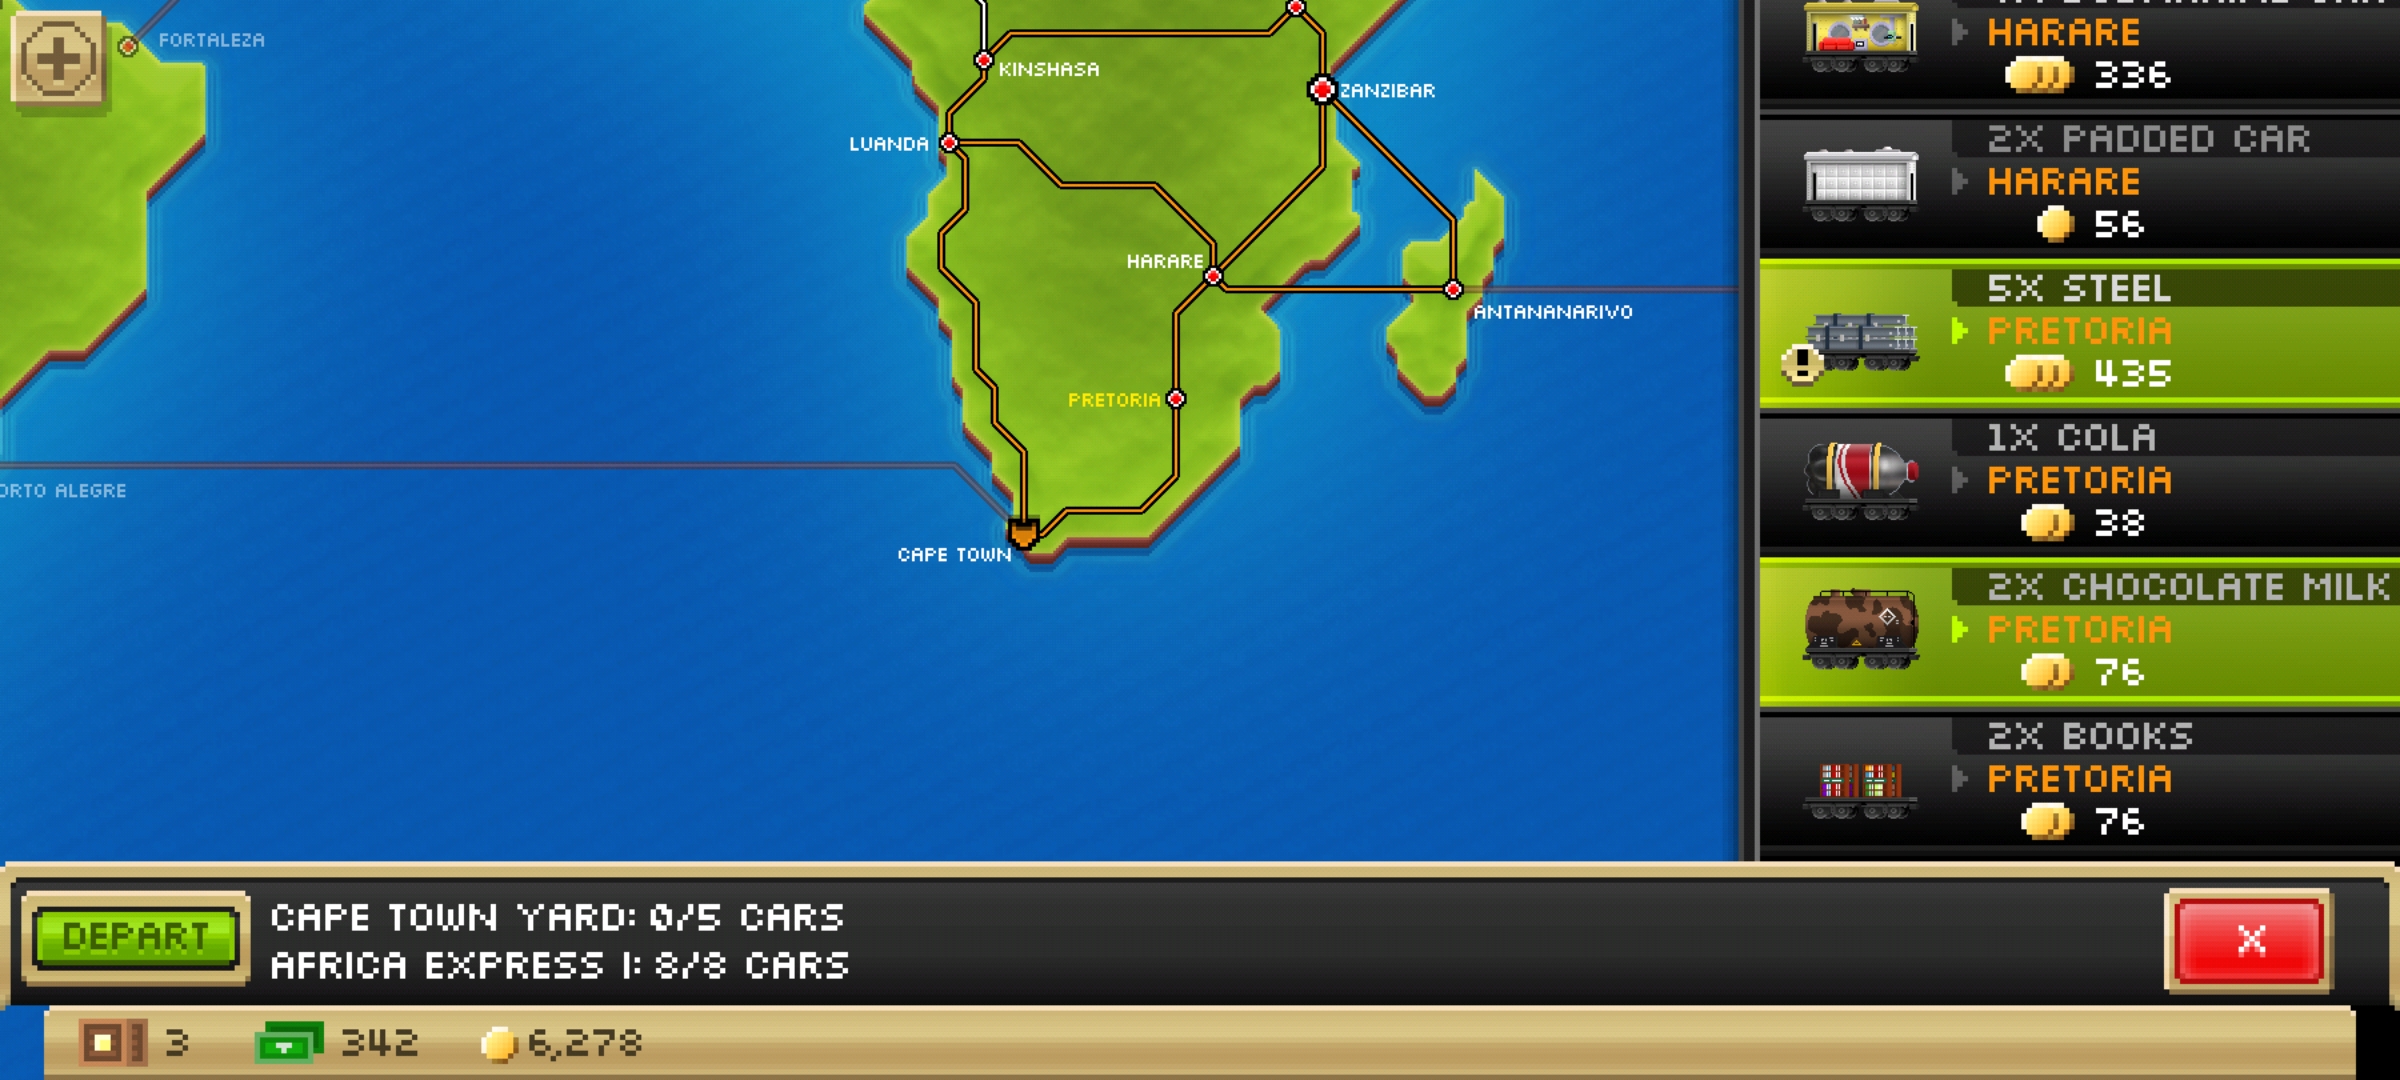 FORTALEZA
KINSHASA
ZANZIBAR
LUANDA
HARARE
ANTANANARIVO
PRETORIA
ORTO ALEGRE
CAPE TOWN
HARARE
336
2X PADDED CAR
HARARE
56
5X STEEL
PRETORIA
435
1X COLA
PRETORIA
38
2X CHOCOLATE MILK
PRETORIA
76
2X BOOKS
PRETORIA
76
DEPART
CAPE TOWN YARD: 0/5 CARS
AFRICA EXPRESS I: 8/8 CARS
X
3
342
6,278